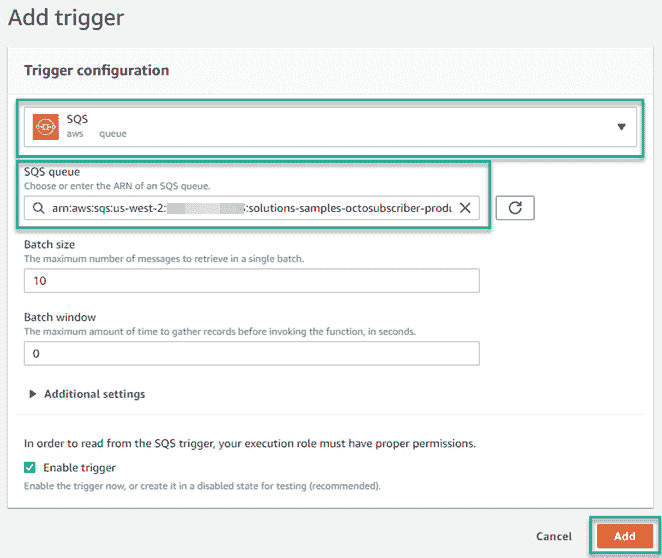 Add trigger
Trigger configuration
SQS
aws queue
SQS queue
Choose or enter the ARN of an SQS queue.
arn:aws:sqs:us-west-2: :solutions-samples-octosubscriber-produ
Batch size
The maximum number of messages to retrieve in a single batch.
10
Batch window
The maximum amount of time to gather records before invoking the function, in seconds.
0
Additional settings
In order to read from the SQS trigger, your execution role must have proper permissions.
Enable trigger
Enable the trigger now, or create it in a disabled state for testing (recommended).
Cancel Add